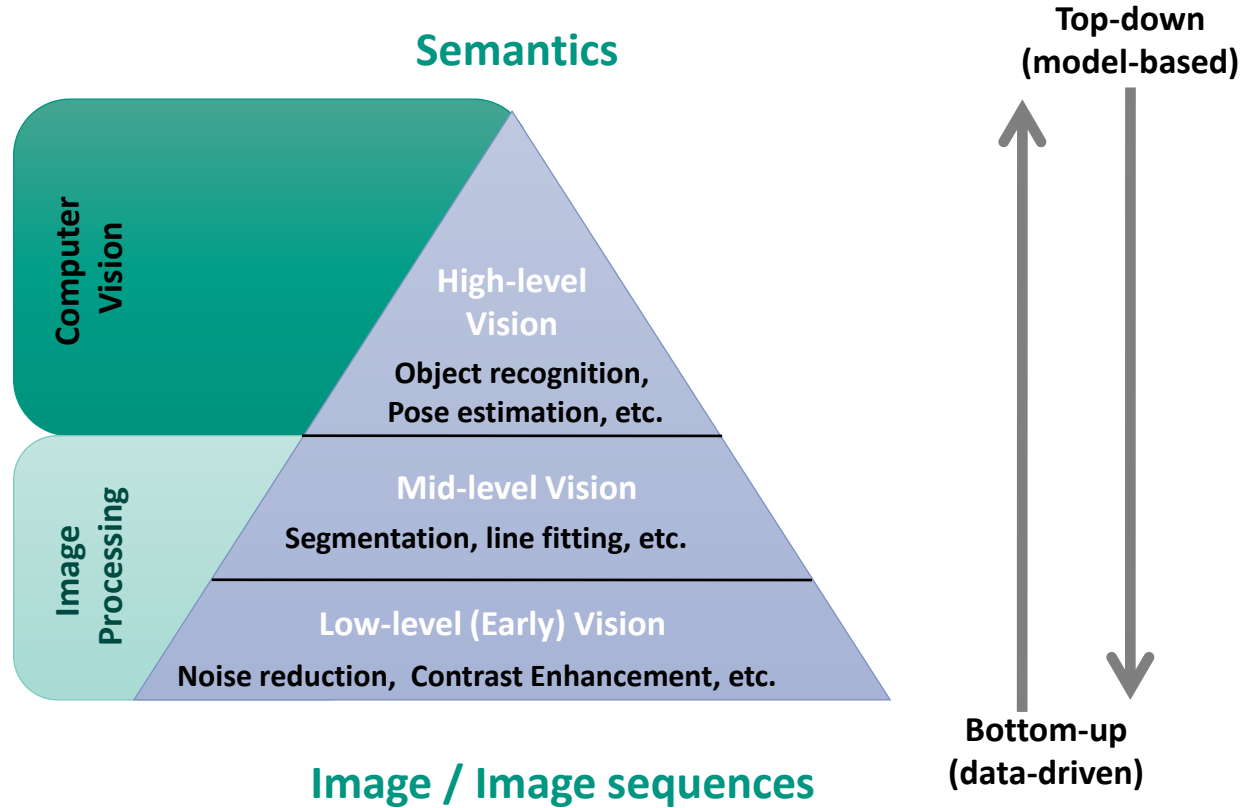 Semantics
Top-down
(model-based)
Computer
Vision
High-level
Vision
Object recognition,
Pose estimation, etc.
Image
Processing
Mid-level Vision
Segmentation, line fitting, etc.
Low-level (Early) Vision
Noise reduction,  Contrast Enhancement, etc.
Bottom-up
(data-driven)
Image / Image sequences